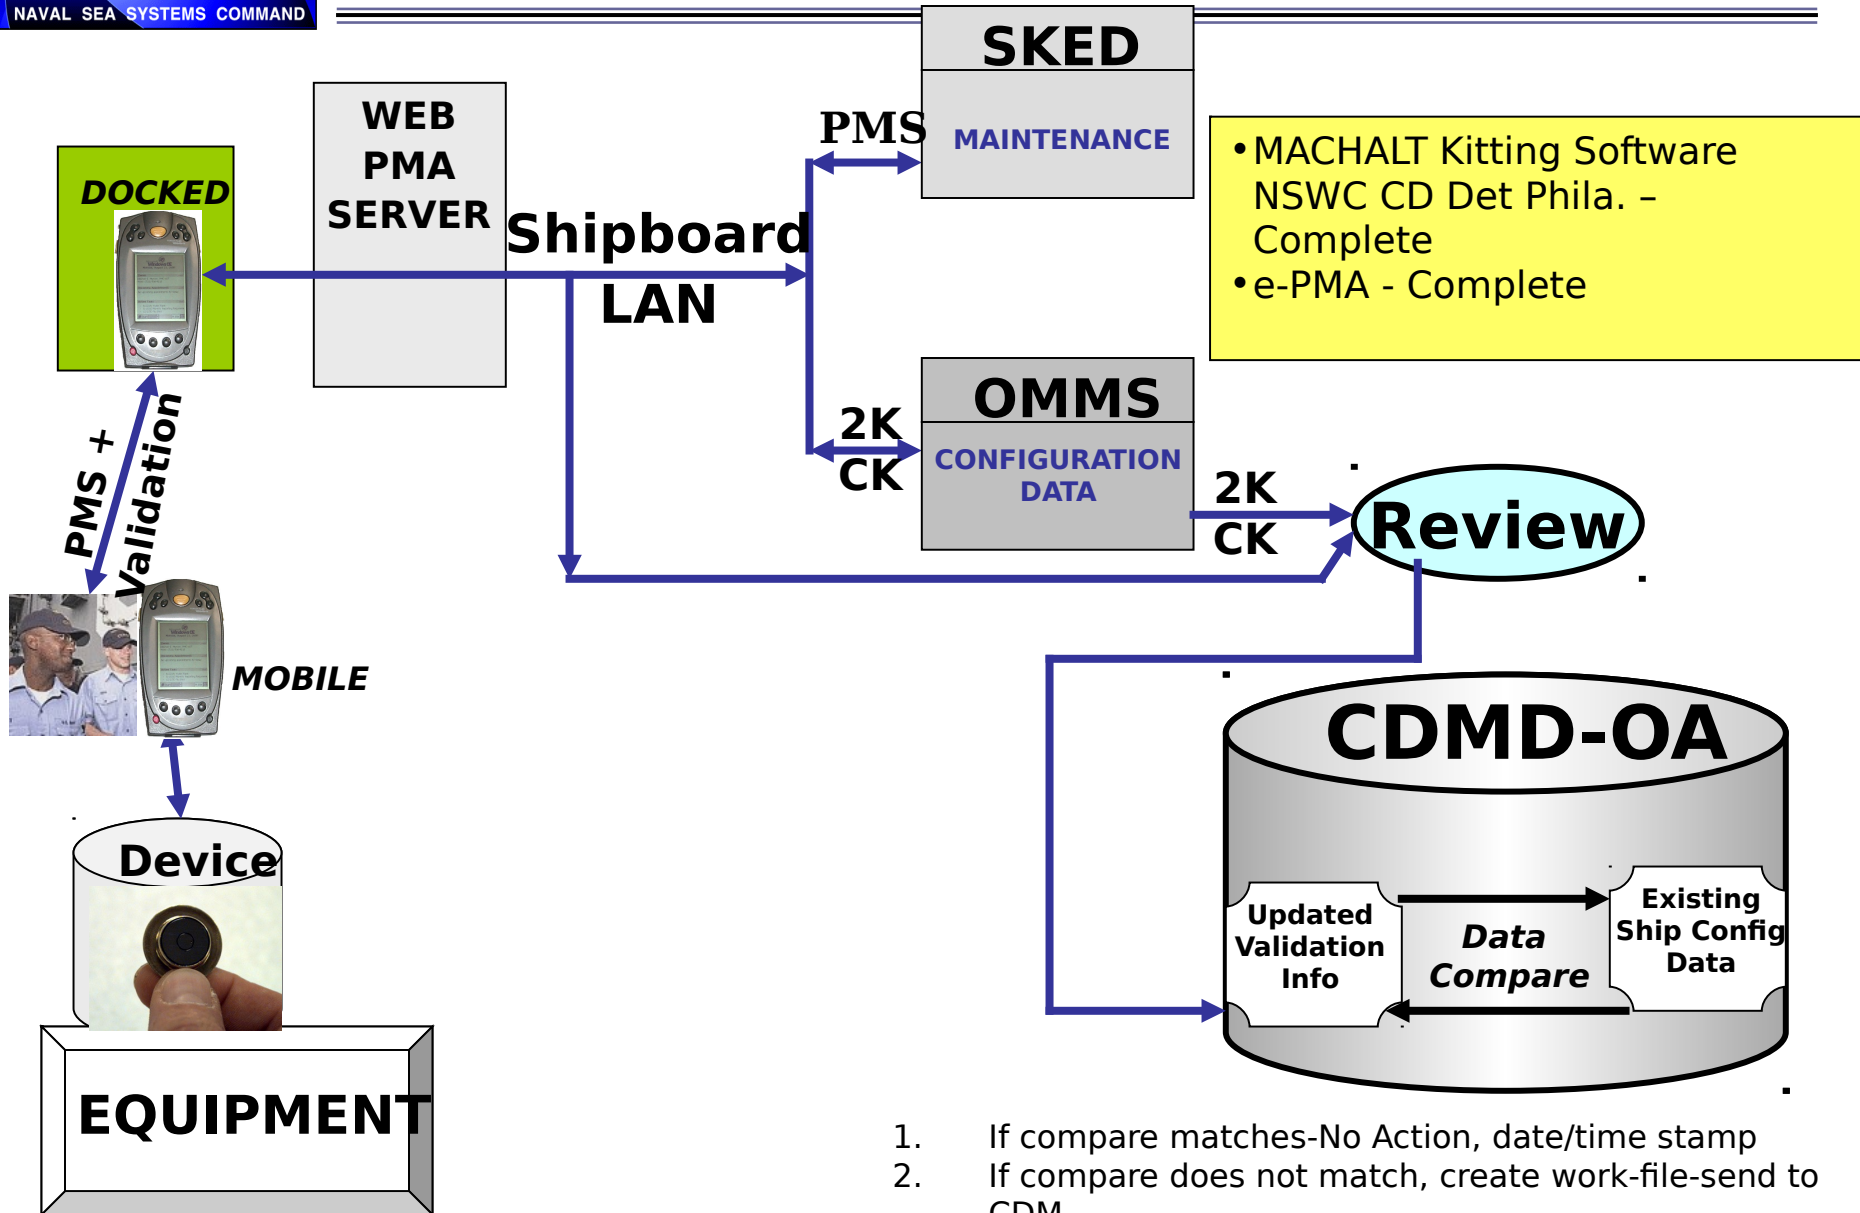 NAVAL SEA SYSTEMS COMMAND
SKED
MAINTENANCE
WEB
PMA
SERVER
PMS
DOCKED
Shipboard
LAN
•MACHALT Kitting Software
NSWC CD Det Phila. –
Complete
•e-PMA - Complete
OMMS
CONFIGURATION
DATA
2K
CK
2K
CK
Review
PMS +
Validation
MOBILE
CDMD-OA
Device
Updated
Validation
Info
Data
Compare
Existing
Ship Config
Data
EQUIPMENT
1. If compare matches-No Action, date/time stamp
2. If compare does not match, create work-file-send to
CDM